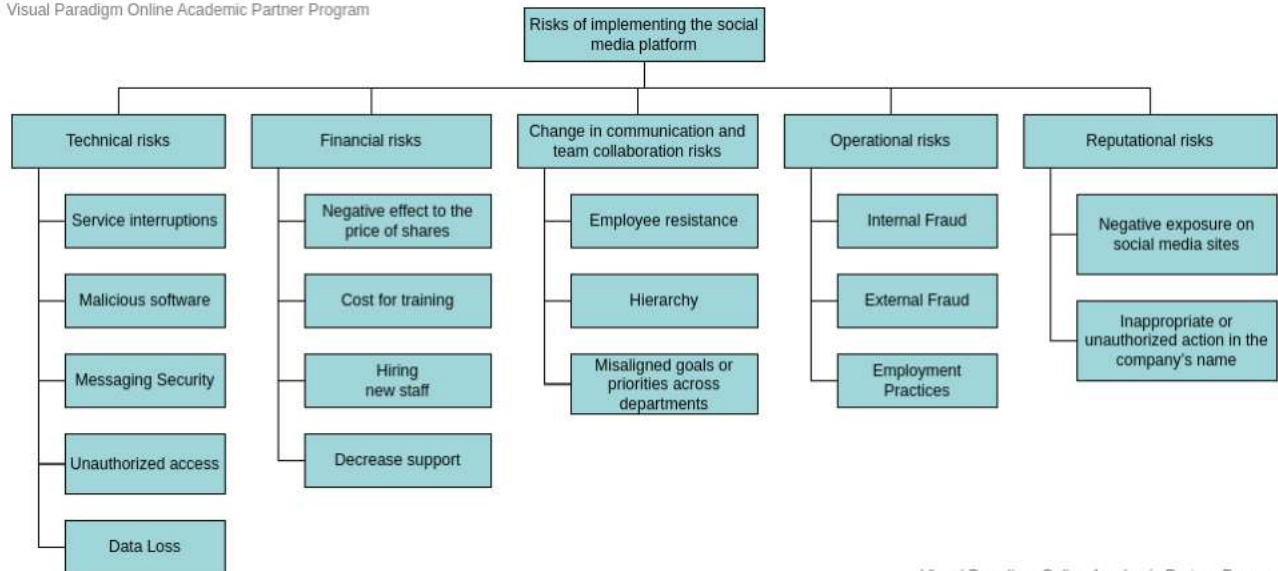 Visual Paradigm Online Academic Partner Program
Risks of implementing the social
media platform
Technical risks
Financial risks
Change in communication and
team collaboration risks
Operational risks
Reputational risks
Service interruptions
Malicious software
Messaging Security
Unauthorized access
Data Loss
Negative effect to the
price of shares
Cost for training
Hiring
new staff
Decrease support
Employee resistance
Hierarchy
Misaligned goals or
priorities across
departments
Internal Fraud
External Fraud
Employment
Practices
Negative exposure on
social media sites
Inappropriate or
unauthorized action in the
company's name